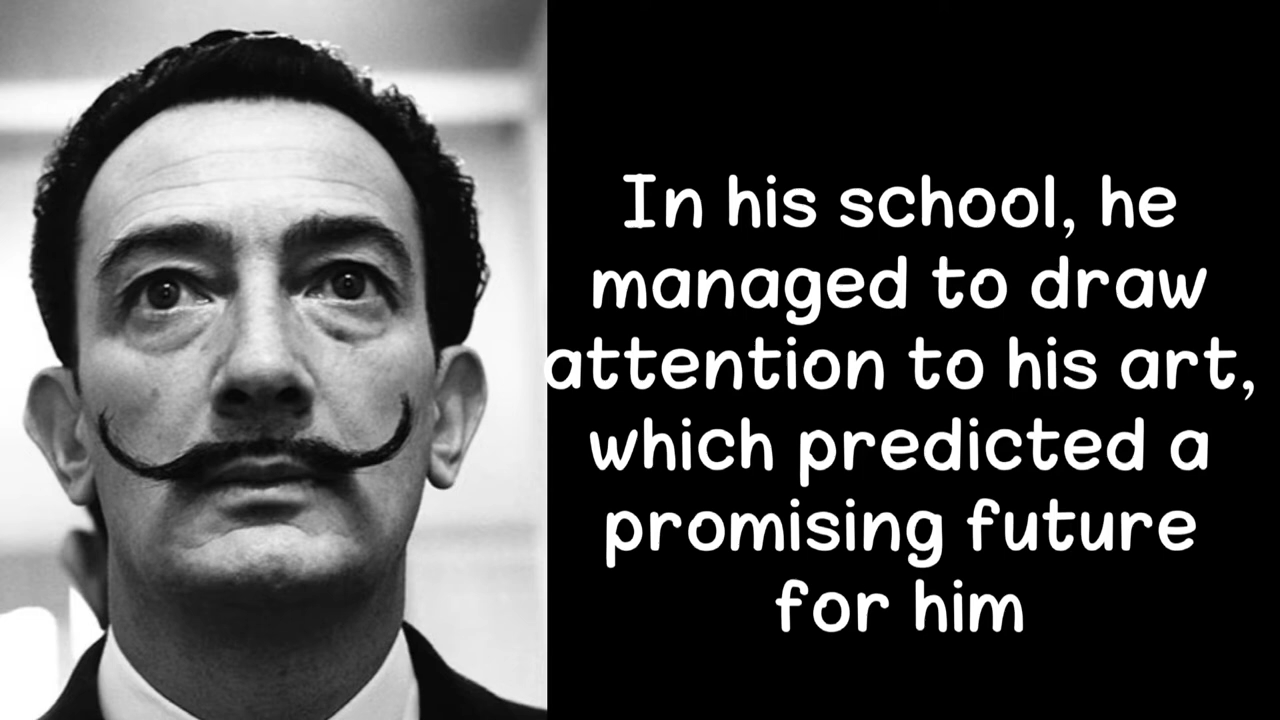 In his school, he
managed to draw
attention to his art,
which predicted a
promising future
for him